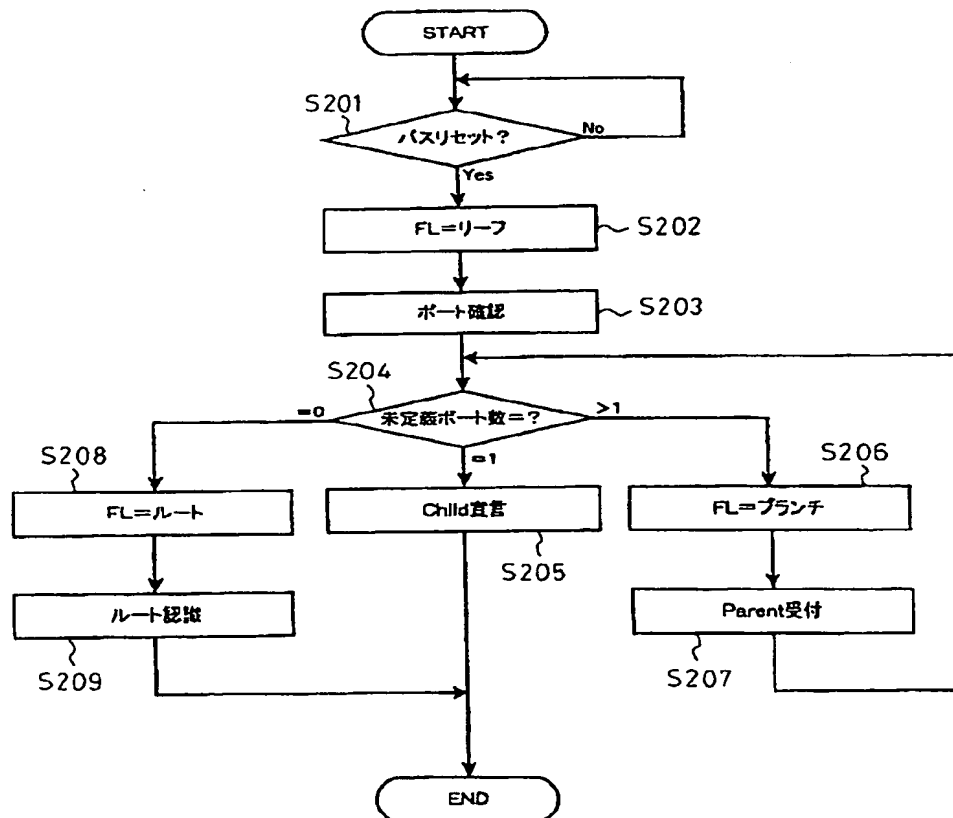 START
S201
バスリセット?
No
Yes
FL=リーフ
S202
ポート確認
S203
S204
=0
未定義ポート数=?
>1
=1
S208
S206
FL=ルート
Child宣言
FL=ブランチ
S205
ルート認識
Parent受付
S209
S207
END